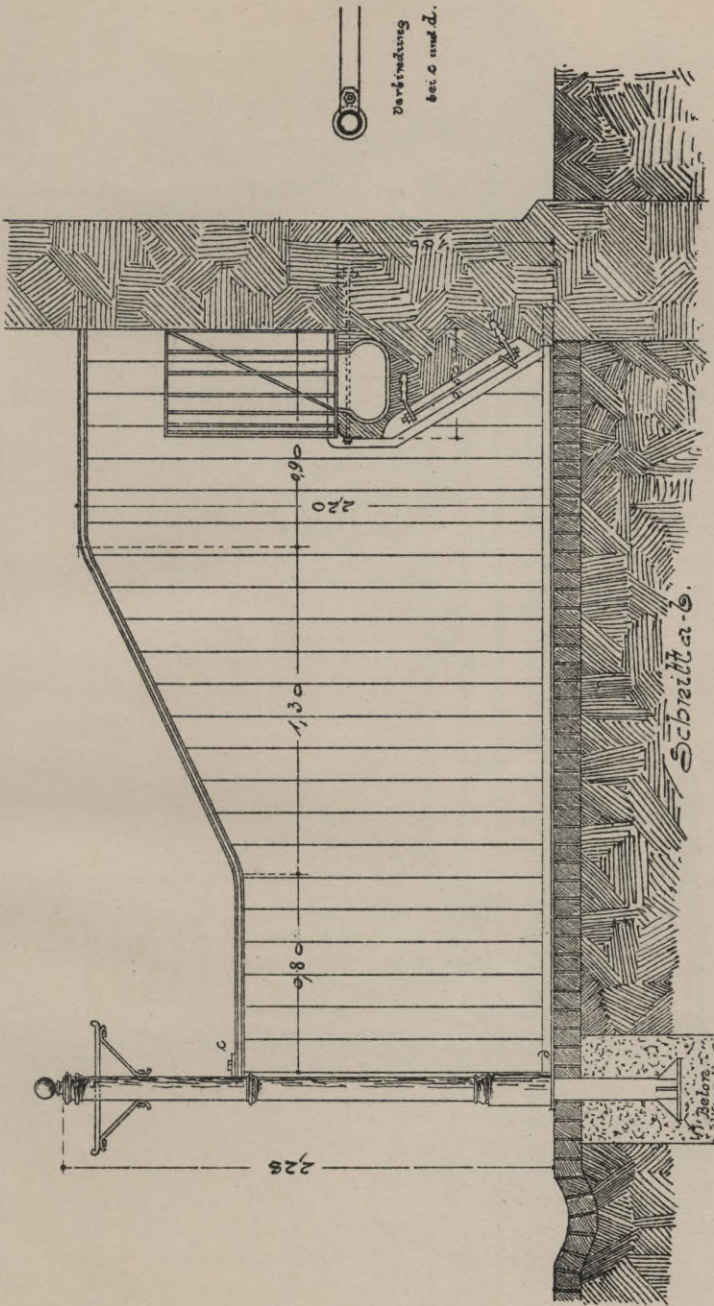 Verbindung
bei c und d.
0,90
2,20
1,30
0,80
c
2,28
Beton.
Schnitt a-b.